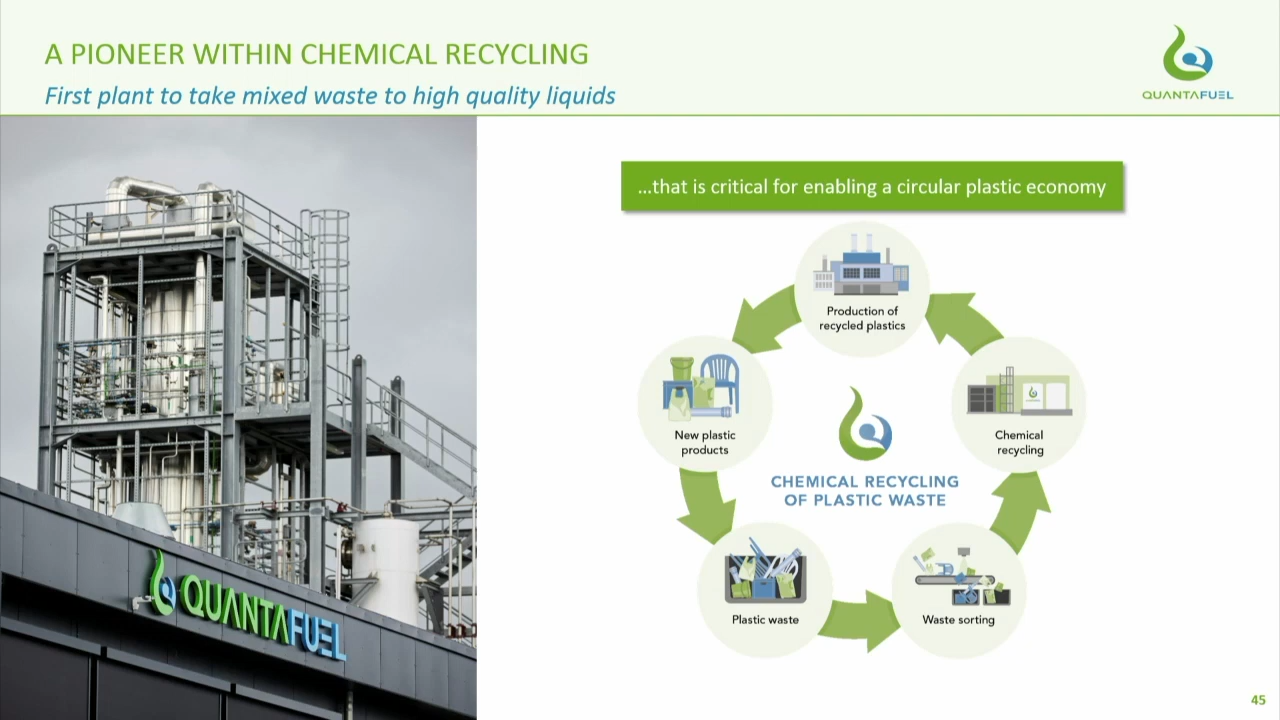 A PIONEER WITHIN CHEMICAL RECYCLING
First plant to take mixed waste to high quality liquids
QUANTAFUEL
...that is critical for enabling a circular plastic economy
Production of
recycled plastics
New plastic
products
Chemical
recycling
CHEMICAL RECYCLING
OF PLASTIC WASTE
Plastic waste
Waste sorting
QUANTAFUEL
45